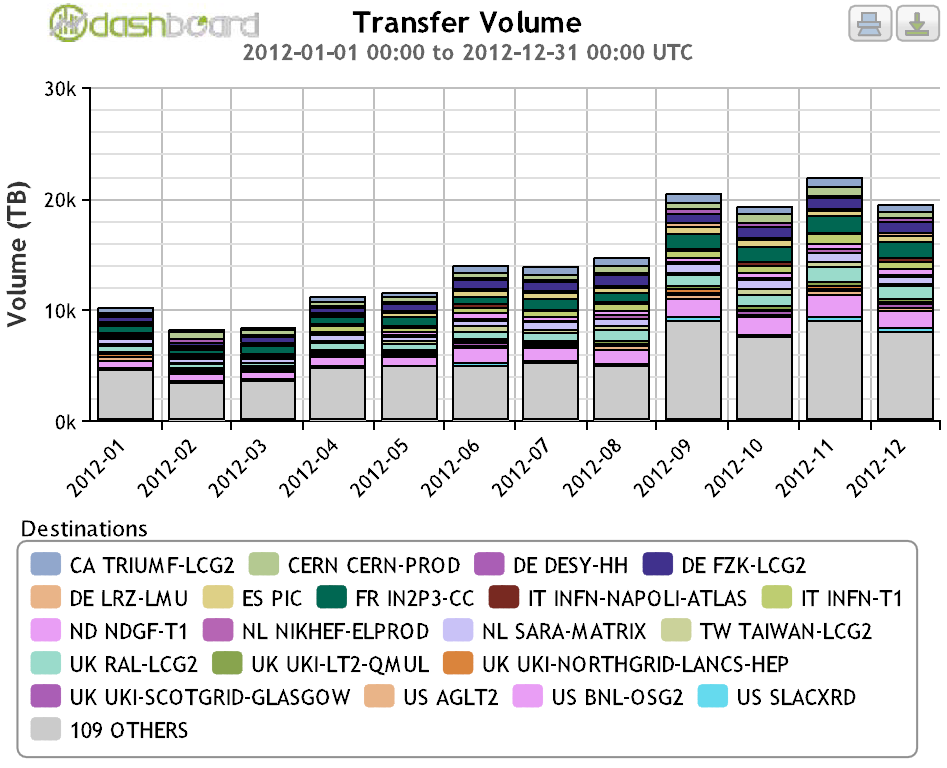 dashboard
Transfer Volume
2012-01-01 00:00 to 2012-12-31 00:00 UTC
30k
20k
10k
0k
Volume (TB)
2012-01
2012-02
2012-03
2012-04
2012-05
2012-06
2012-07
2012-08
2012-09
2012-10
2012-11
2012-12
Destinations
CA TRIUMF-LCG2 CERN CERN-PROD DE DESY-HH DE FZK-LCG2
DE LRZ-LMU ES PIC FR IN2P3-CC IT INFN-NAPOLI-ATLAS IT INFN-T1
ND NDGF-T1 NL NIKHEF-ELPROD NL SARA-MATRIX TW TAIWAN-LCG2
UK RAL-LCG2 UK UKI-LT2-QMUL UK UKI-NORTHGRID-LANCS-HEP
UK UKI-SCOTGRID-GLASGOW US AGLT2 US BNL-OSG2 US SLACXRD
109 OTHERS